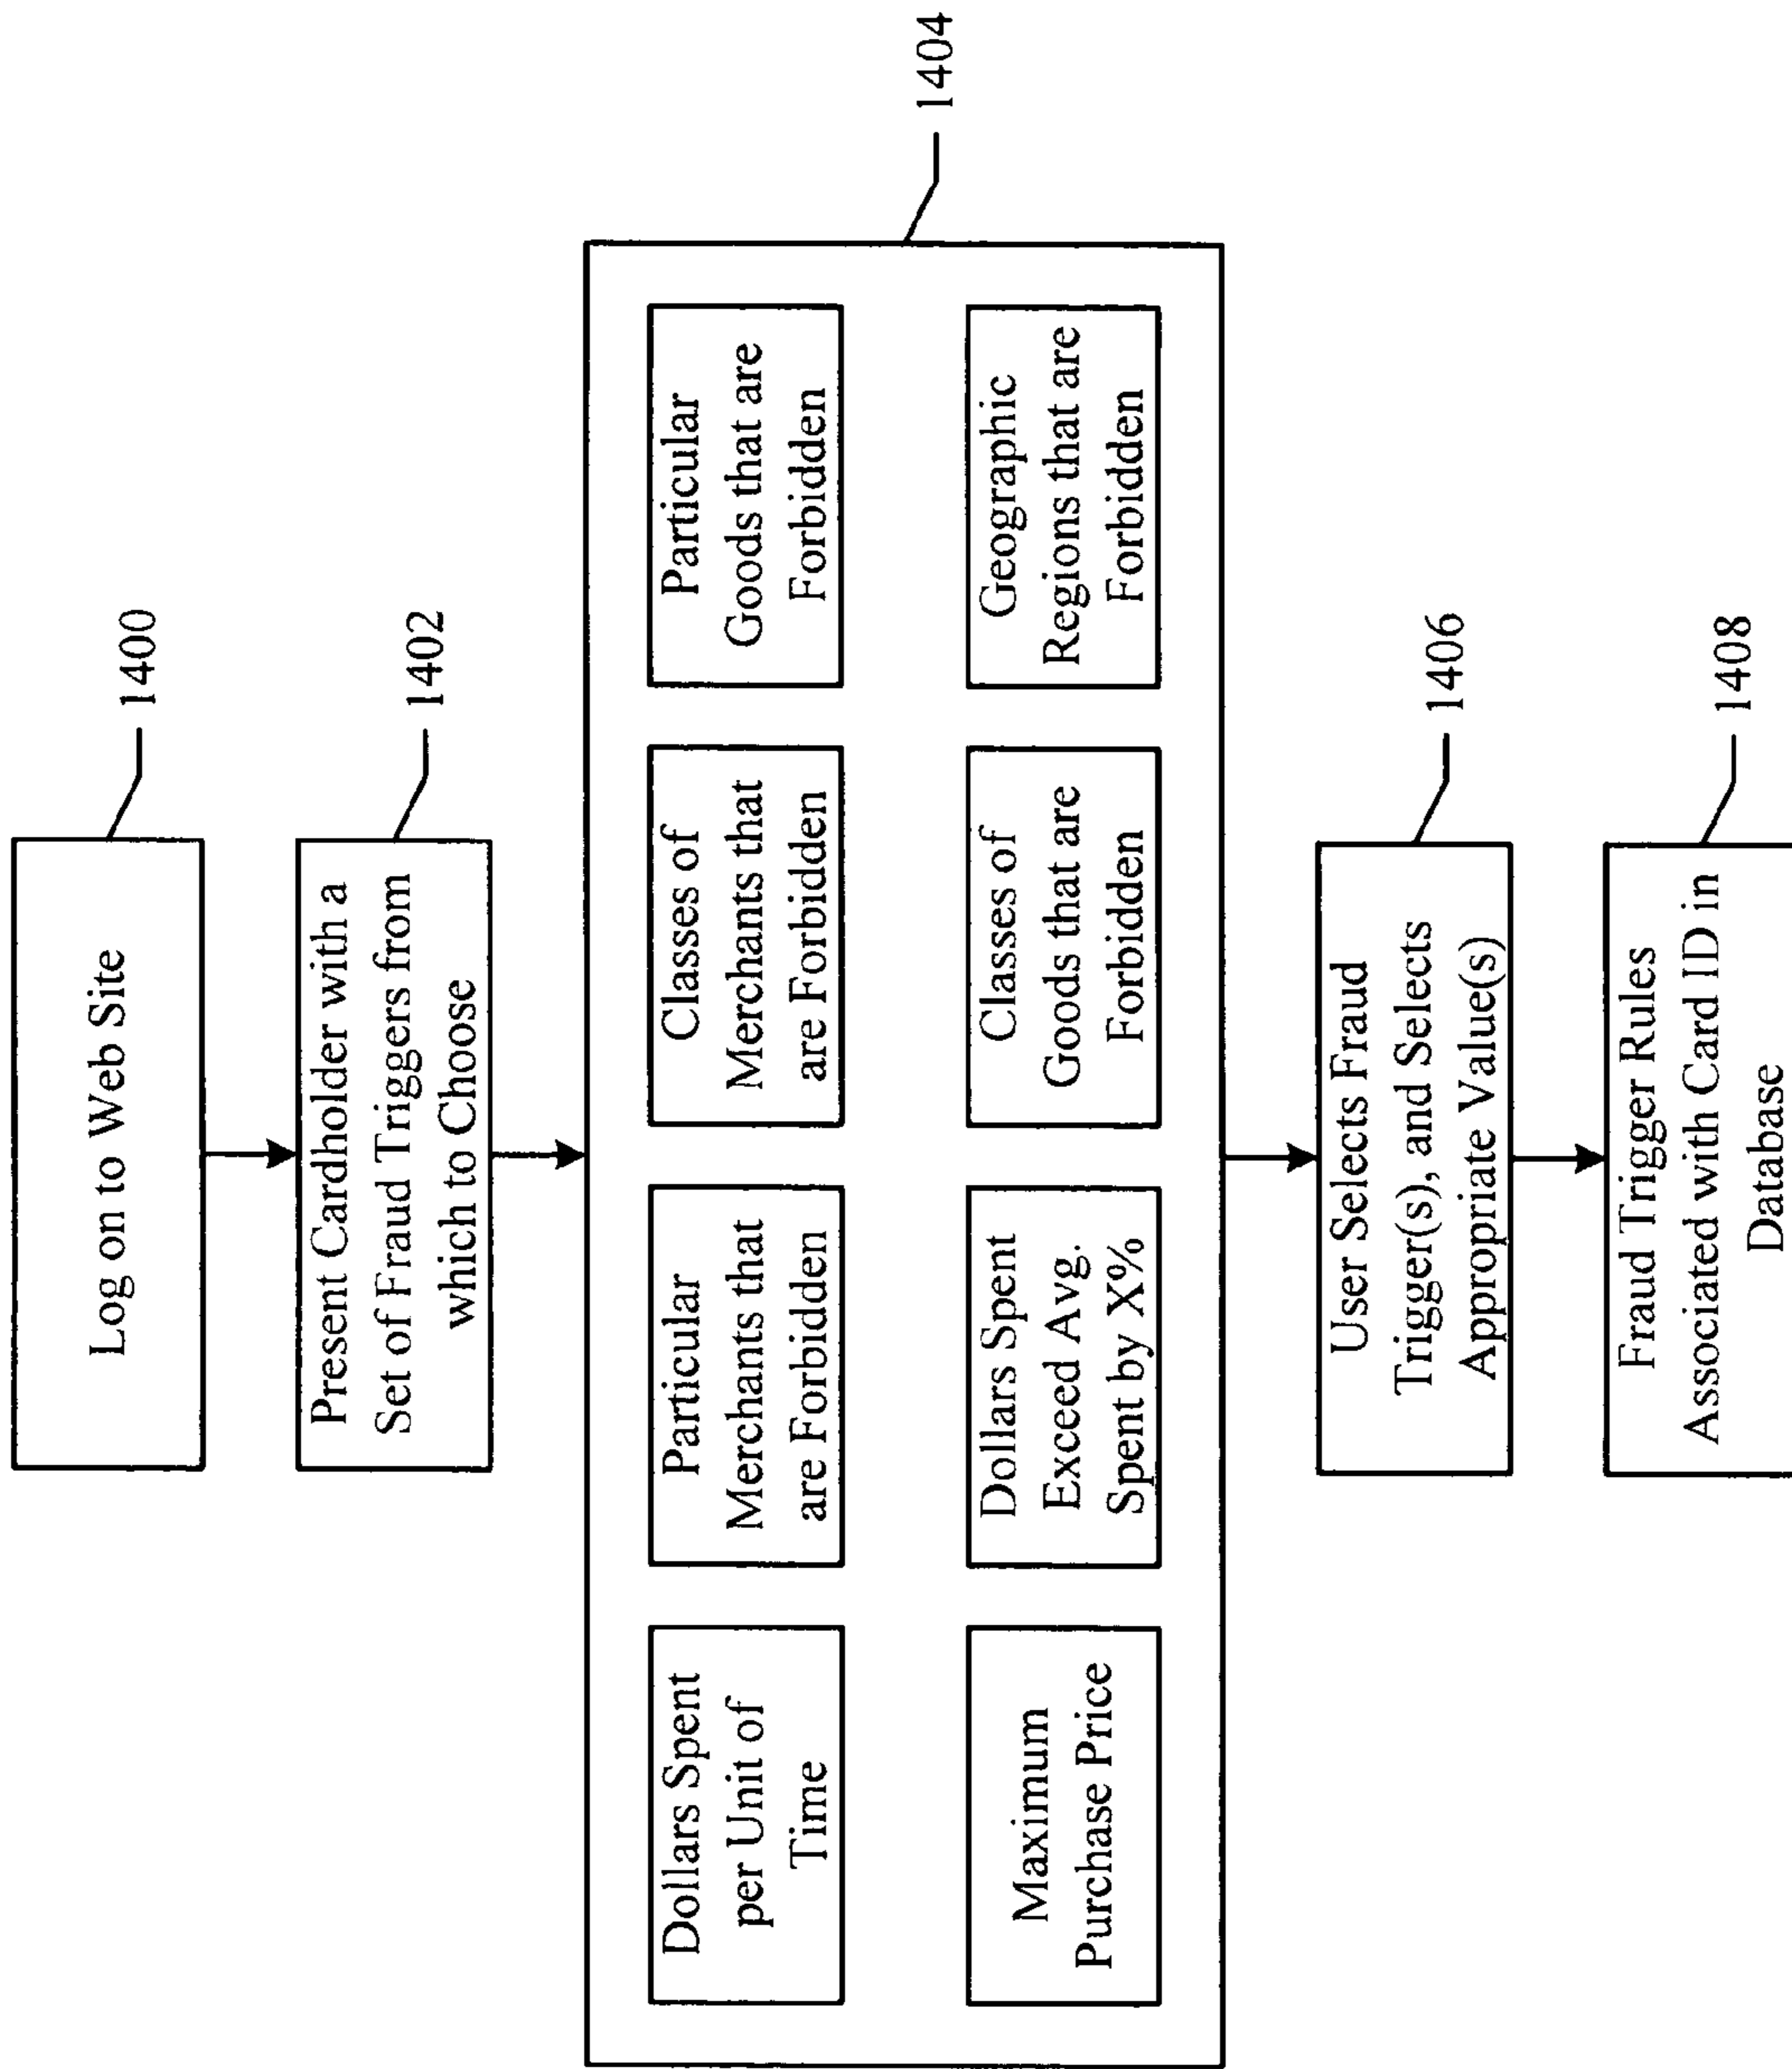 Log on to Web Site
1400
Present Cardholder with a
Set of Fraud Triggers from
which to Choose
1402
1404
Dollars Spent
per Unit of
Time
Particular
Merchants that
are Forbidden
Classes of
Merchants that
are Forbidden
Particular
Goods that are
Forbidden
Maximum
Purchase Price
Dollars Spent
Exceed Avg.
Spent by X%
Classes of
Goods that are
Forbidden
Geographic
Regions that are
Forbidden
User Selects Fraud
Trigger(s), and Selects
Appropriate Value(s)
1406
Fraud Trigger Rules
Associated with Card ID in
Database
1408